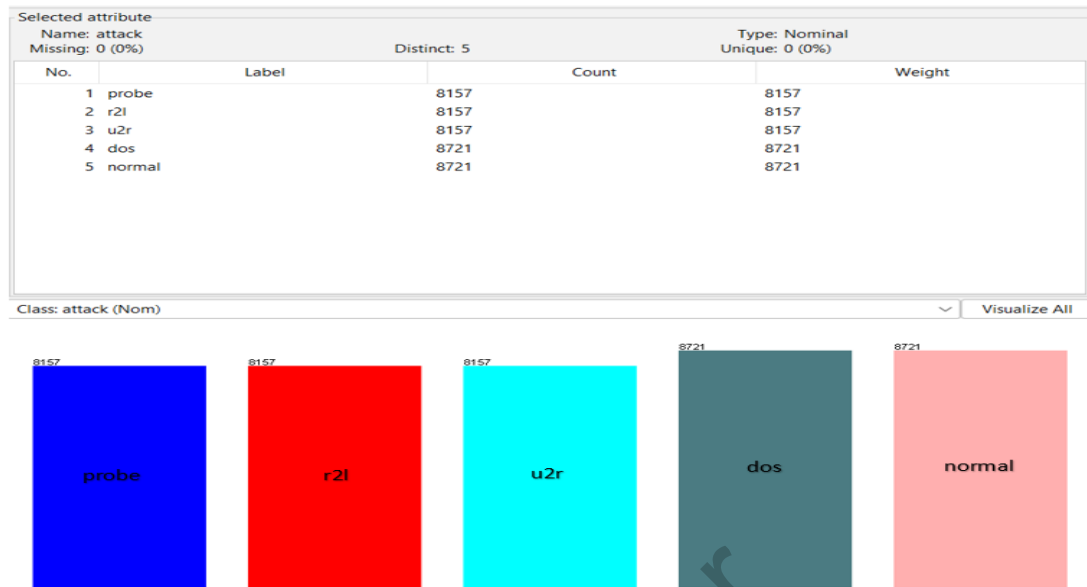 Selected attribute
Name: attack Type: Nominal
Missing: 0 (0%) Distinct: 5 Unique: 0 (0%)
No. Label Count Weight
1 probe 8157 8157
2 r2l 8157 8157
3 u2r 8157 8157
4 dos 8721 8721
5 normal 8721 8721
Class: attack (Nom) Visualize All
8157 8157 8157 8721 8721
probe r2l u2r dos normal
r